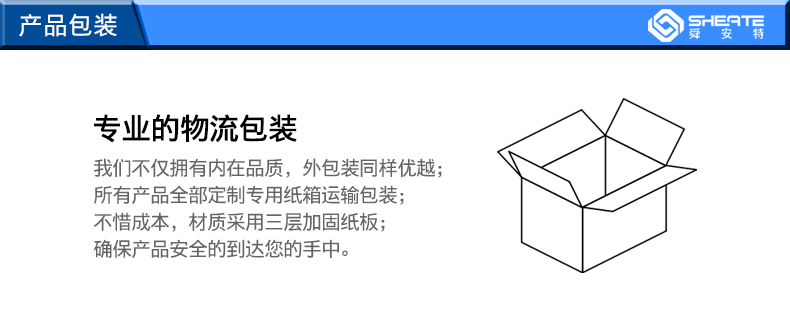 产品包装
SHEATE
舜安特
专业的物流包装
我们不仅拥有内在品质，外包装同样优越；
所有产品全部定制专用纸箱运输包装；
不惜成本，材质采用三层加固纸板；
确保产品安全的到达您的手中。